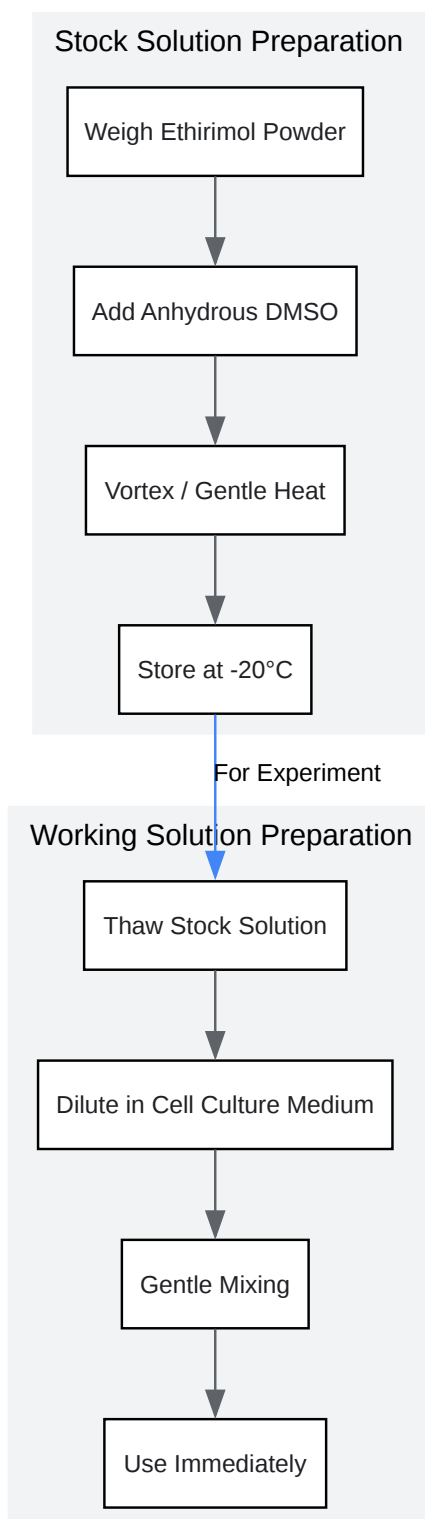 Stock Solution Preparation
Weigh Ethirimol Powder
Add Anhydrous DMSO
Vortex / Gentle Heat
Store at -20°C
For Experiment
Working Solution Preparation
Thaw Stock Solution
Dilute in Cell Culture Medium
Gentle Mixing
Use Immediately